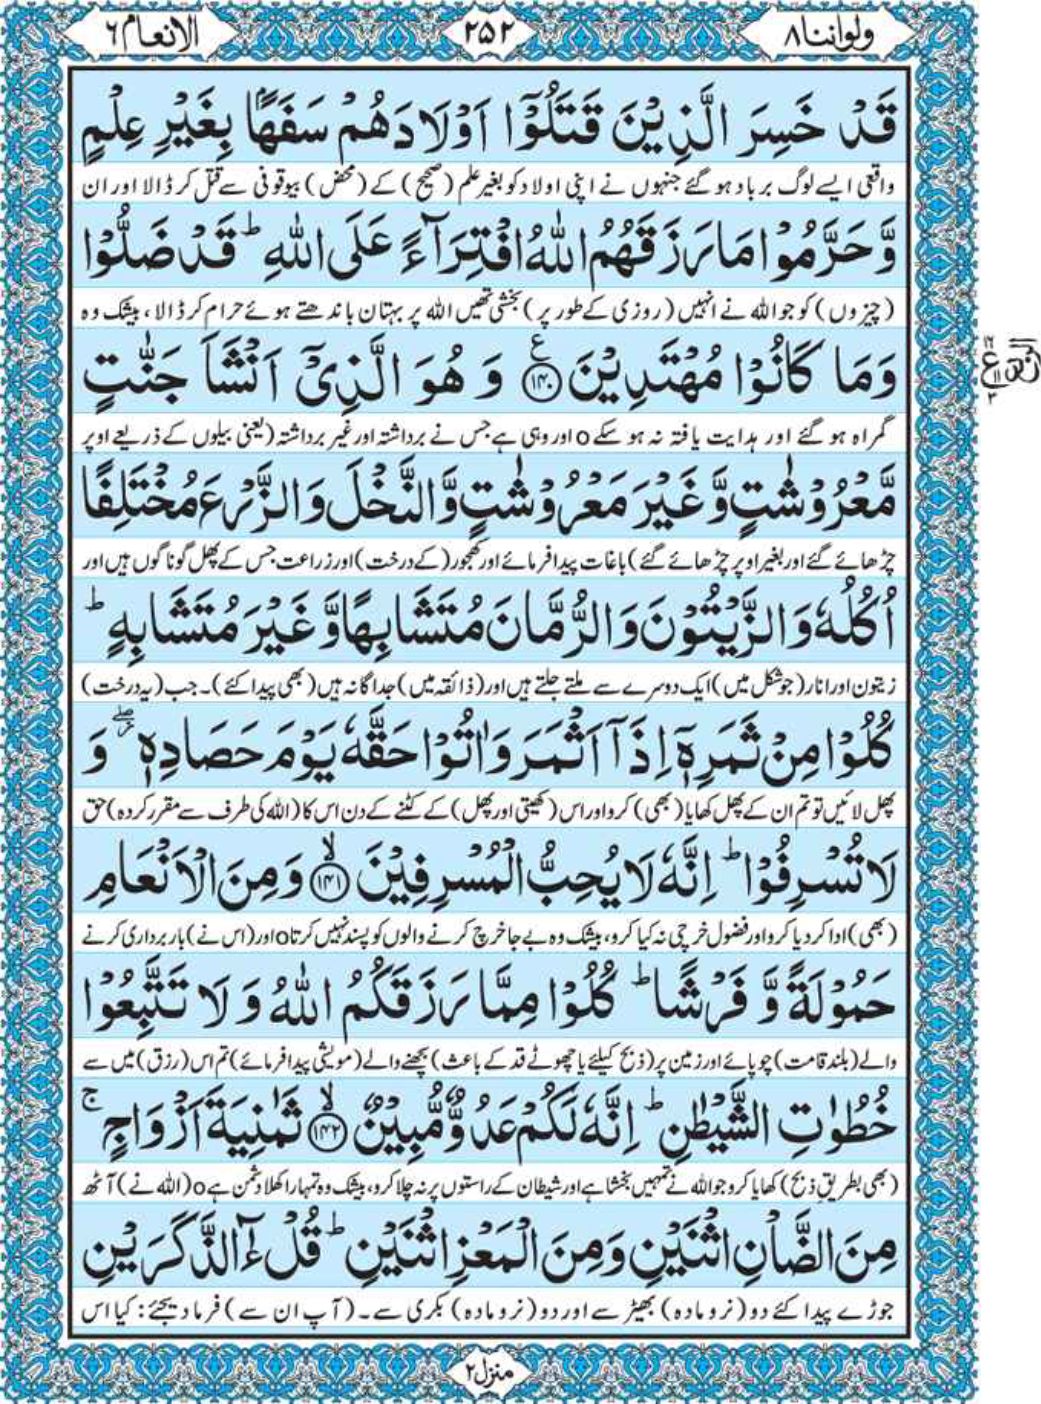 ولواننا ٨ ٢٥٢ الانعام ٦
قَدْ خَسِرَ الَّذِيْنَ قَتَلُوْۤا اَوْلَادَهُمْ سَفَهًۢا بِغَيْرِ عِلْمٍ
واقعی ایسے لوگ برباد ہو گئے جنہوں نے اپنی اولاد کو بغیر علم (صحیح) کے (محض) بیوقوفی سے قتل کر ڈالا اور ان
وَّحَرَّمُوْا مَا رَزَقَهُمُ اللّٰهُ افْتِرَآءً عَلَى اللّٰهِ ؕ قَدْ ضَلُّوْا
(چیزوں) کو جو اللہ نے انہیں (روزی کے طور پر) بخشی تھیں اللہ پر بہتان باندھتے ہوئے حرام کر ڈالا، بیشک وہ
وَمَا كَانُوْا مُهْتَدِيْنَ ﴿١٤٠﴾ ع وَ هُوَ الَّذِيْۤ اَنْشَاَ جَنّٰتٍ
گمراہ ہو گئے اور ہدایت یافتہ نہ ہو سکے o اور وہی ہے جس نے برداشتہ اور غیر برداشتہ (یعنی بیلوں کے ذریعے اوپر
مَّعْرُوْشٰتٍ وَّ غَيْرَ مَعْرُوْشٰتٍ وَّ النَّخْلَ وَ الزَّرْعَ مُخْتَلِفًا
چڑھائے گئے اور بغیر اوپر چڑھائے گئے) باغات پیدا فرمائے اور کھجور (کے درخت) اور زراعت جس کے پھل گوناگوں ہیں اور
اُكُلُهٗ وَ الزَّيْتُوْنَ وَ الرُّمَّانَ مُتَشَابِهًا وَّ غَيْرَ مُتَشَابِهٍ ؕ
زیتون اور انار (جو شکل میں) ایک دوسرے سے ملتے جلتے ہیں اور (ذائقہ میں) جداگانہ ہیں (بھی پیدا کئے)۔ جب (یہ درخت)
كُلُوْا مِنْ ثَمَرِهٖۤ اِذَاۤ اَثْمَرَ وَ اٰتُوْا حَقَّهٗ يَوْمَ حَصَادِهٖ ۖ وَ
پھل لائیں تو تم ان کے پھل کھایا (بھی) کرو اور اس (کھیتی اور پھل) کے کٹنے کے دن اس کا (اللہ کی طرف سے مقرر کردہ) حق
لَا تُسْرِفُوْا ؕ اِنَّهٗ لَا يُحِبُّ الْمُسْرِفِيْنَ ﴿١٤١﴾ ۙ وَ مِنَ الْاَنْعَامِ
(بھی) ادا کر دیا کرو اور فضول خرچی نہ کیا کرو، بیشک وہ بے جا خرچ کرنے والوں کو پسند نہیں کرتا o اور (اس نے) باربرداری کرنے
حَمُوْلَةً وَّ فَرْشًا ؕ كُلُوْا مِمَّا رَزَقَكُمُ اللّٰهُ وَ لَا تَتَّبِعُوْا
والے (بلند قامت) چوپائے اور زمین پر (ذبح کیلئے یا چھوٹے قد کے باعث) بچھنے والے (مویشی پیدا فرمائے) تم اس (رزق) میں سے
خُطُوٰتِ الشَّيْطٰنِ ؕ اِنَّهٗ لَكُمْ عَدُوٌّ مُّبِيْنٌ ﴿١٤٢﴾ ۙ ثَمٰنِيَةَ اَزْوَاجٍ ۚ
(بھی بطریقِ ذبح) کھایا کرو جو اللہ نے تمہیں بخشا ہے اور شیطان کے راستوں پر نہ چلا کرو، بیشک وہ تمہارا کھلا دشمن ہے o (اللہ نے) آٹھ
مِنَ الضَّاْنِ اثْنَيْنِ وَ مِنَ الْمَعْزِ اثْنَيْنِ ؕ قُلْ ءٰٓالذَّكَرَيْنِ
جوڑے پیدا کئے دو (نر و مادہ) بھیڑ سے اور دو (نر و مادہ) بکری سے۔ (آپ ان سے) فرما دیجئے: کیا اس
منزل ٢